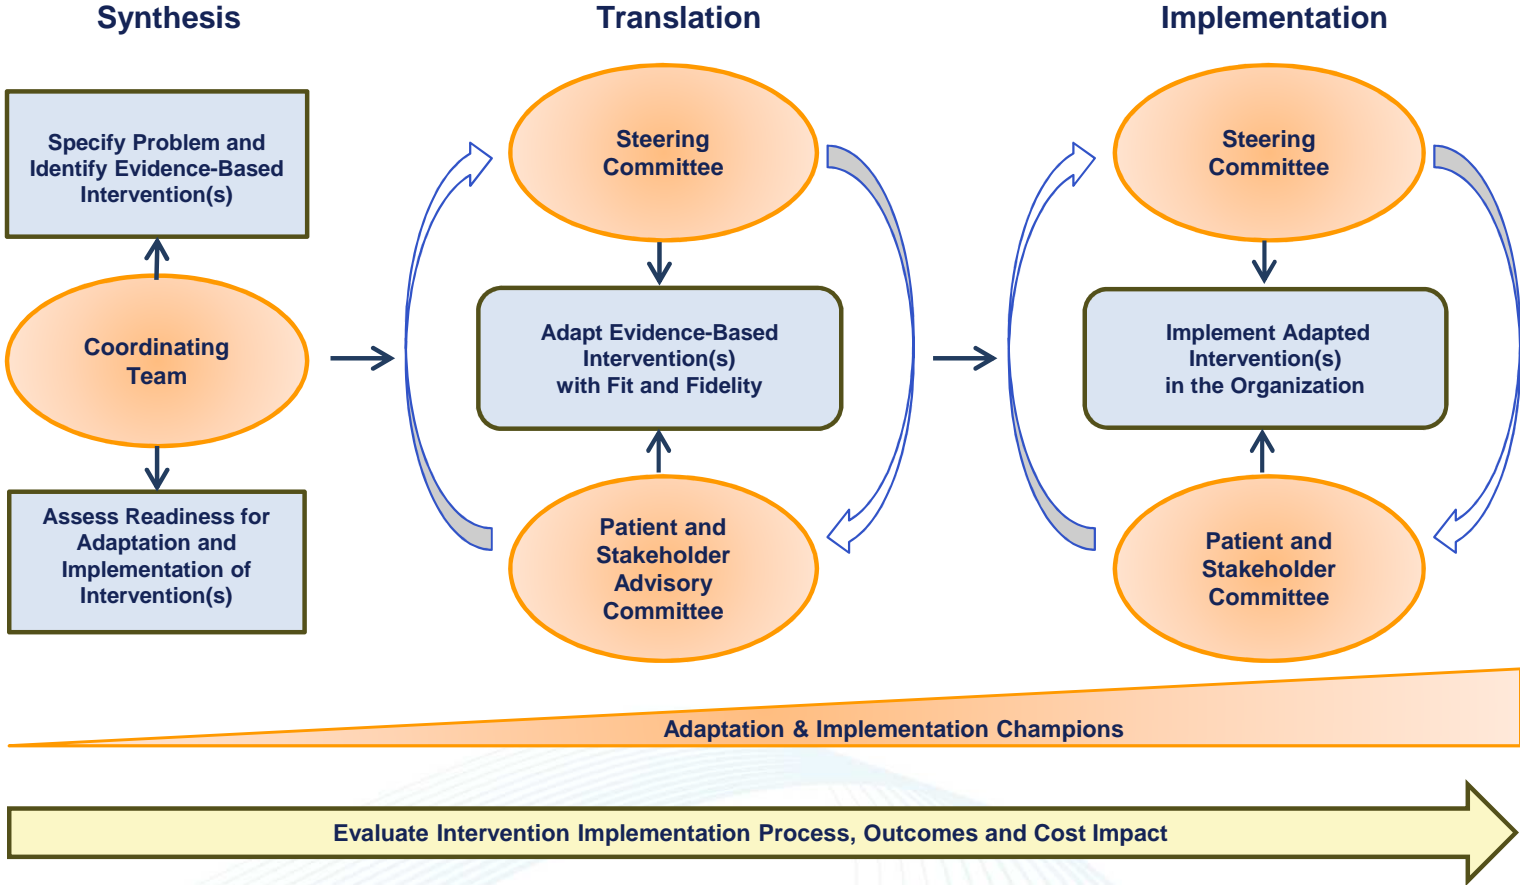 Synthesis
Translation
Implementation
Specify Problem and
Identify Evidence-Based
Intervention(s)
Coordinating
Team
Assess Readiness for
Adaptation and
Implementation of
Intervention(s)
Steering
Committee
Adapt Evidence-Based
Intervention(s)
with Fit and Fidelity
Patient and
Stakeholder
Advisory
Committee
Steering
Committee
Implement Adapted
Intervention(s)
in the Organization
Patient and
Stakeholder
Committee
Adaptation & Implementation Champions
Evaluate Intervention Implementation Process, Outcomes and Cost Impact